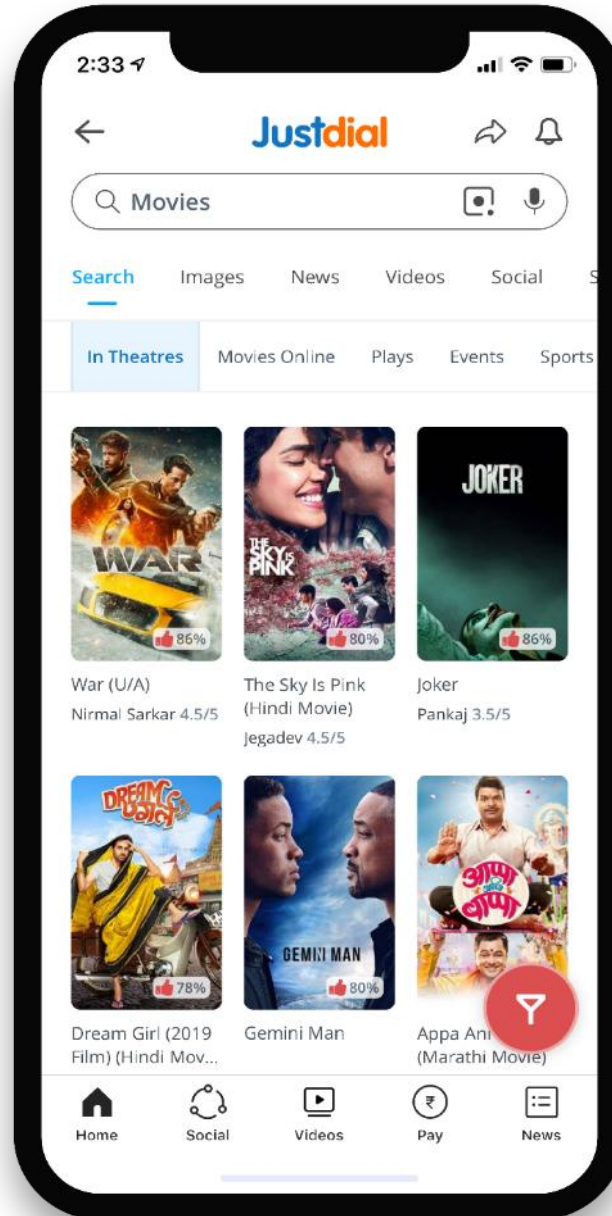 2:33
Justdial
Movies
Search Images News Videos Social S
In Theatres Movies Online Plays Events Sports
WAR
86%
THE
SKY IS
PINK
80%
JOKER
86%
War (U/A)
Nirmal Sarkar 4.5/5
The Sky Is Pink
(Hindi Movie)
Jegadev 4.5/5
Joker
Pankaj 3.5/5
DREAM
गर्ल
78%
GEMINI MAN
80%
आप्पा
आणि
बाप्पा
Dream Girl (2019
Film) (Hindi Mov...
Gemini Man
Appa Ani
(Marathi Movie)
Home Social Videos Pay News